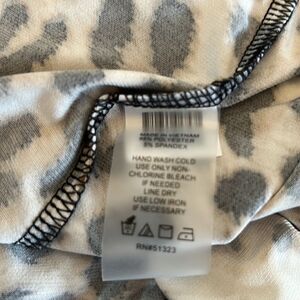 MADE IN VIETNAM
95% POLYESTER
5% SPANDEX
HAND WASH COLD
USE ONLY NON-
CHLORINE BLEACH
IF NEEDED
LINE DRY
USE LOW IRON
IF NECESSARY
RN#51323